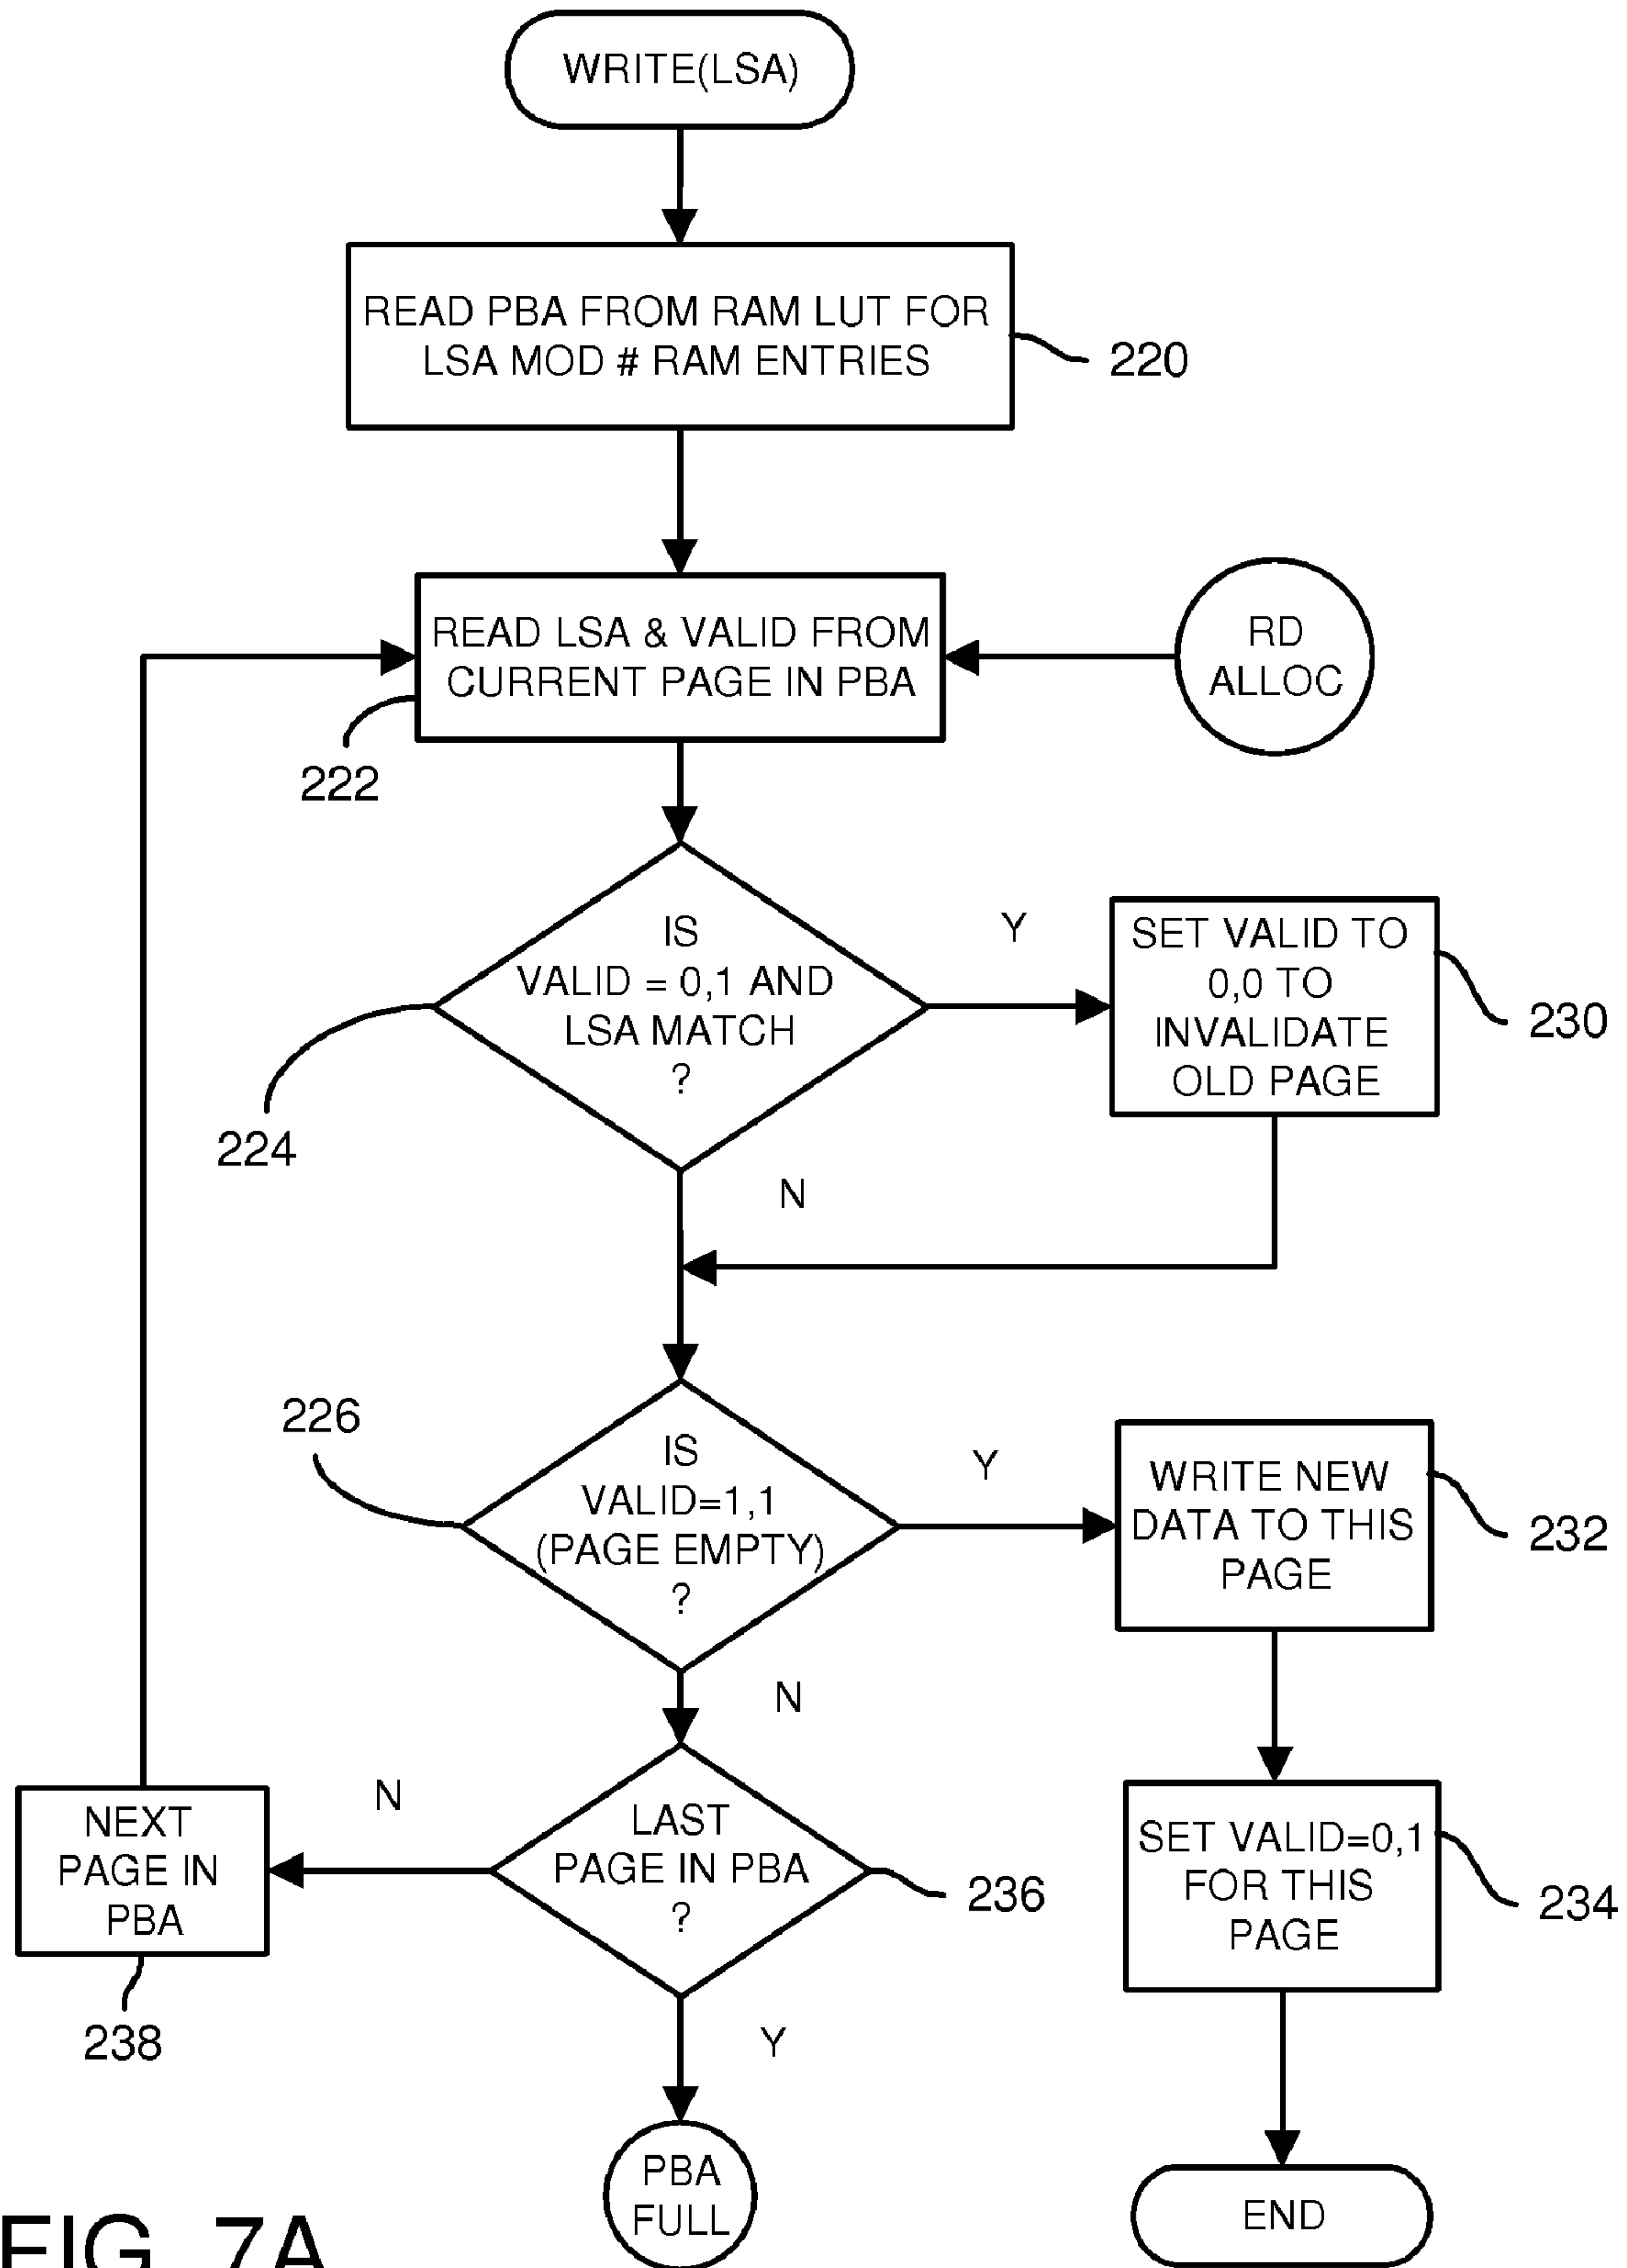 WRITE(LSA)
READ PBA FROM RAM LUT FOR
LSA MOD # RAM ENTRIES
220
READ LSA & VALID FROM
CURRENT PAGE IN PBA
RD
ALLOC
222
IS
VALID = 0,1 AND
LSA MATCH
?
Y
SET VALID TO
0,0 TO
INVALIDATE
OLD PAGE
230
224
N
226
IS
VALID=1,1
(PAGE EMPTY)
?
Y
WRITE NEW
DATA TO THIS
PAGE
232
N
NEXT
PAGE IN
PBA
N
LAST
PAGE IN PBA
?
236
SET VALID=0,1
FOR THIS
PAGE
234
238
Y
PBA
FULL
END
FIG. 7A